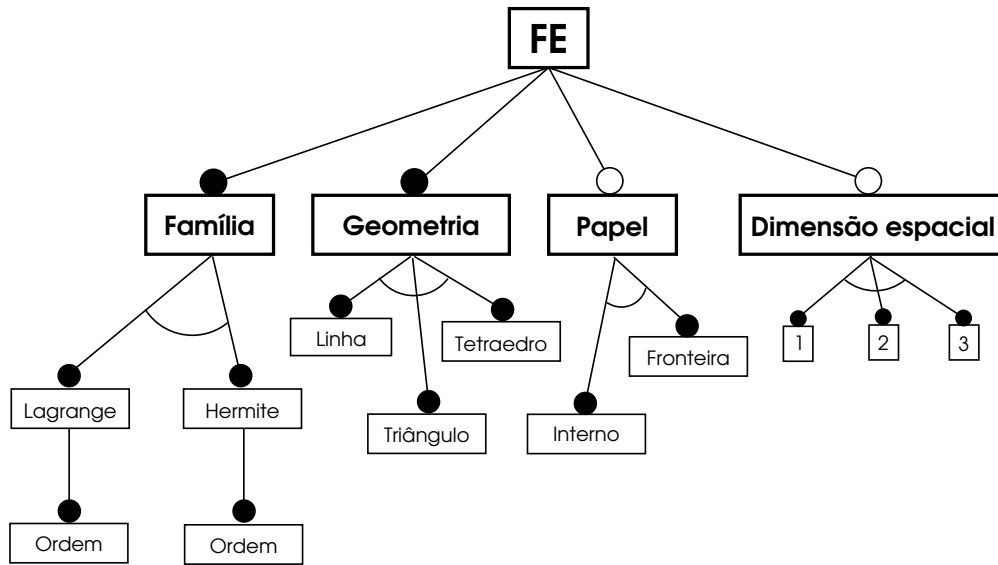 FE
Família
Geometria
Papel
Dimensão espacial
Linha
Tetraedro
Fronteira
1
2
3
Lagrange
Hermite
Triângulo
Interno
Ordem
Ordem